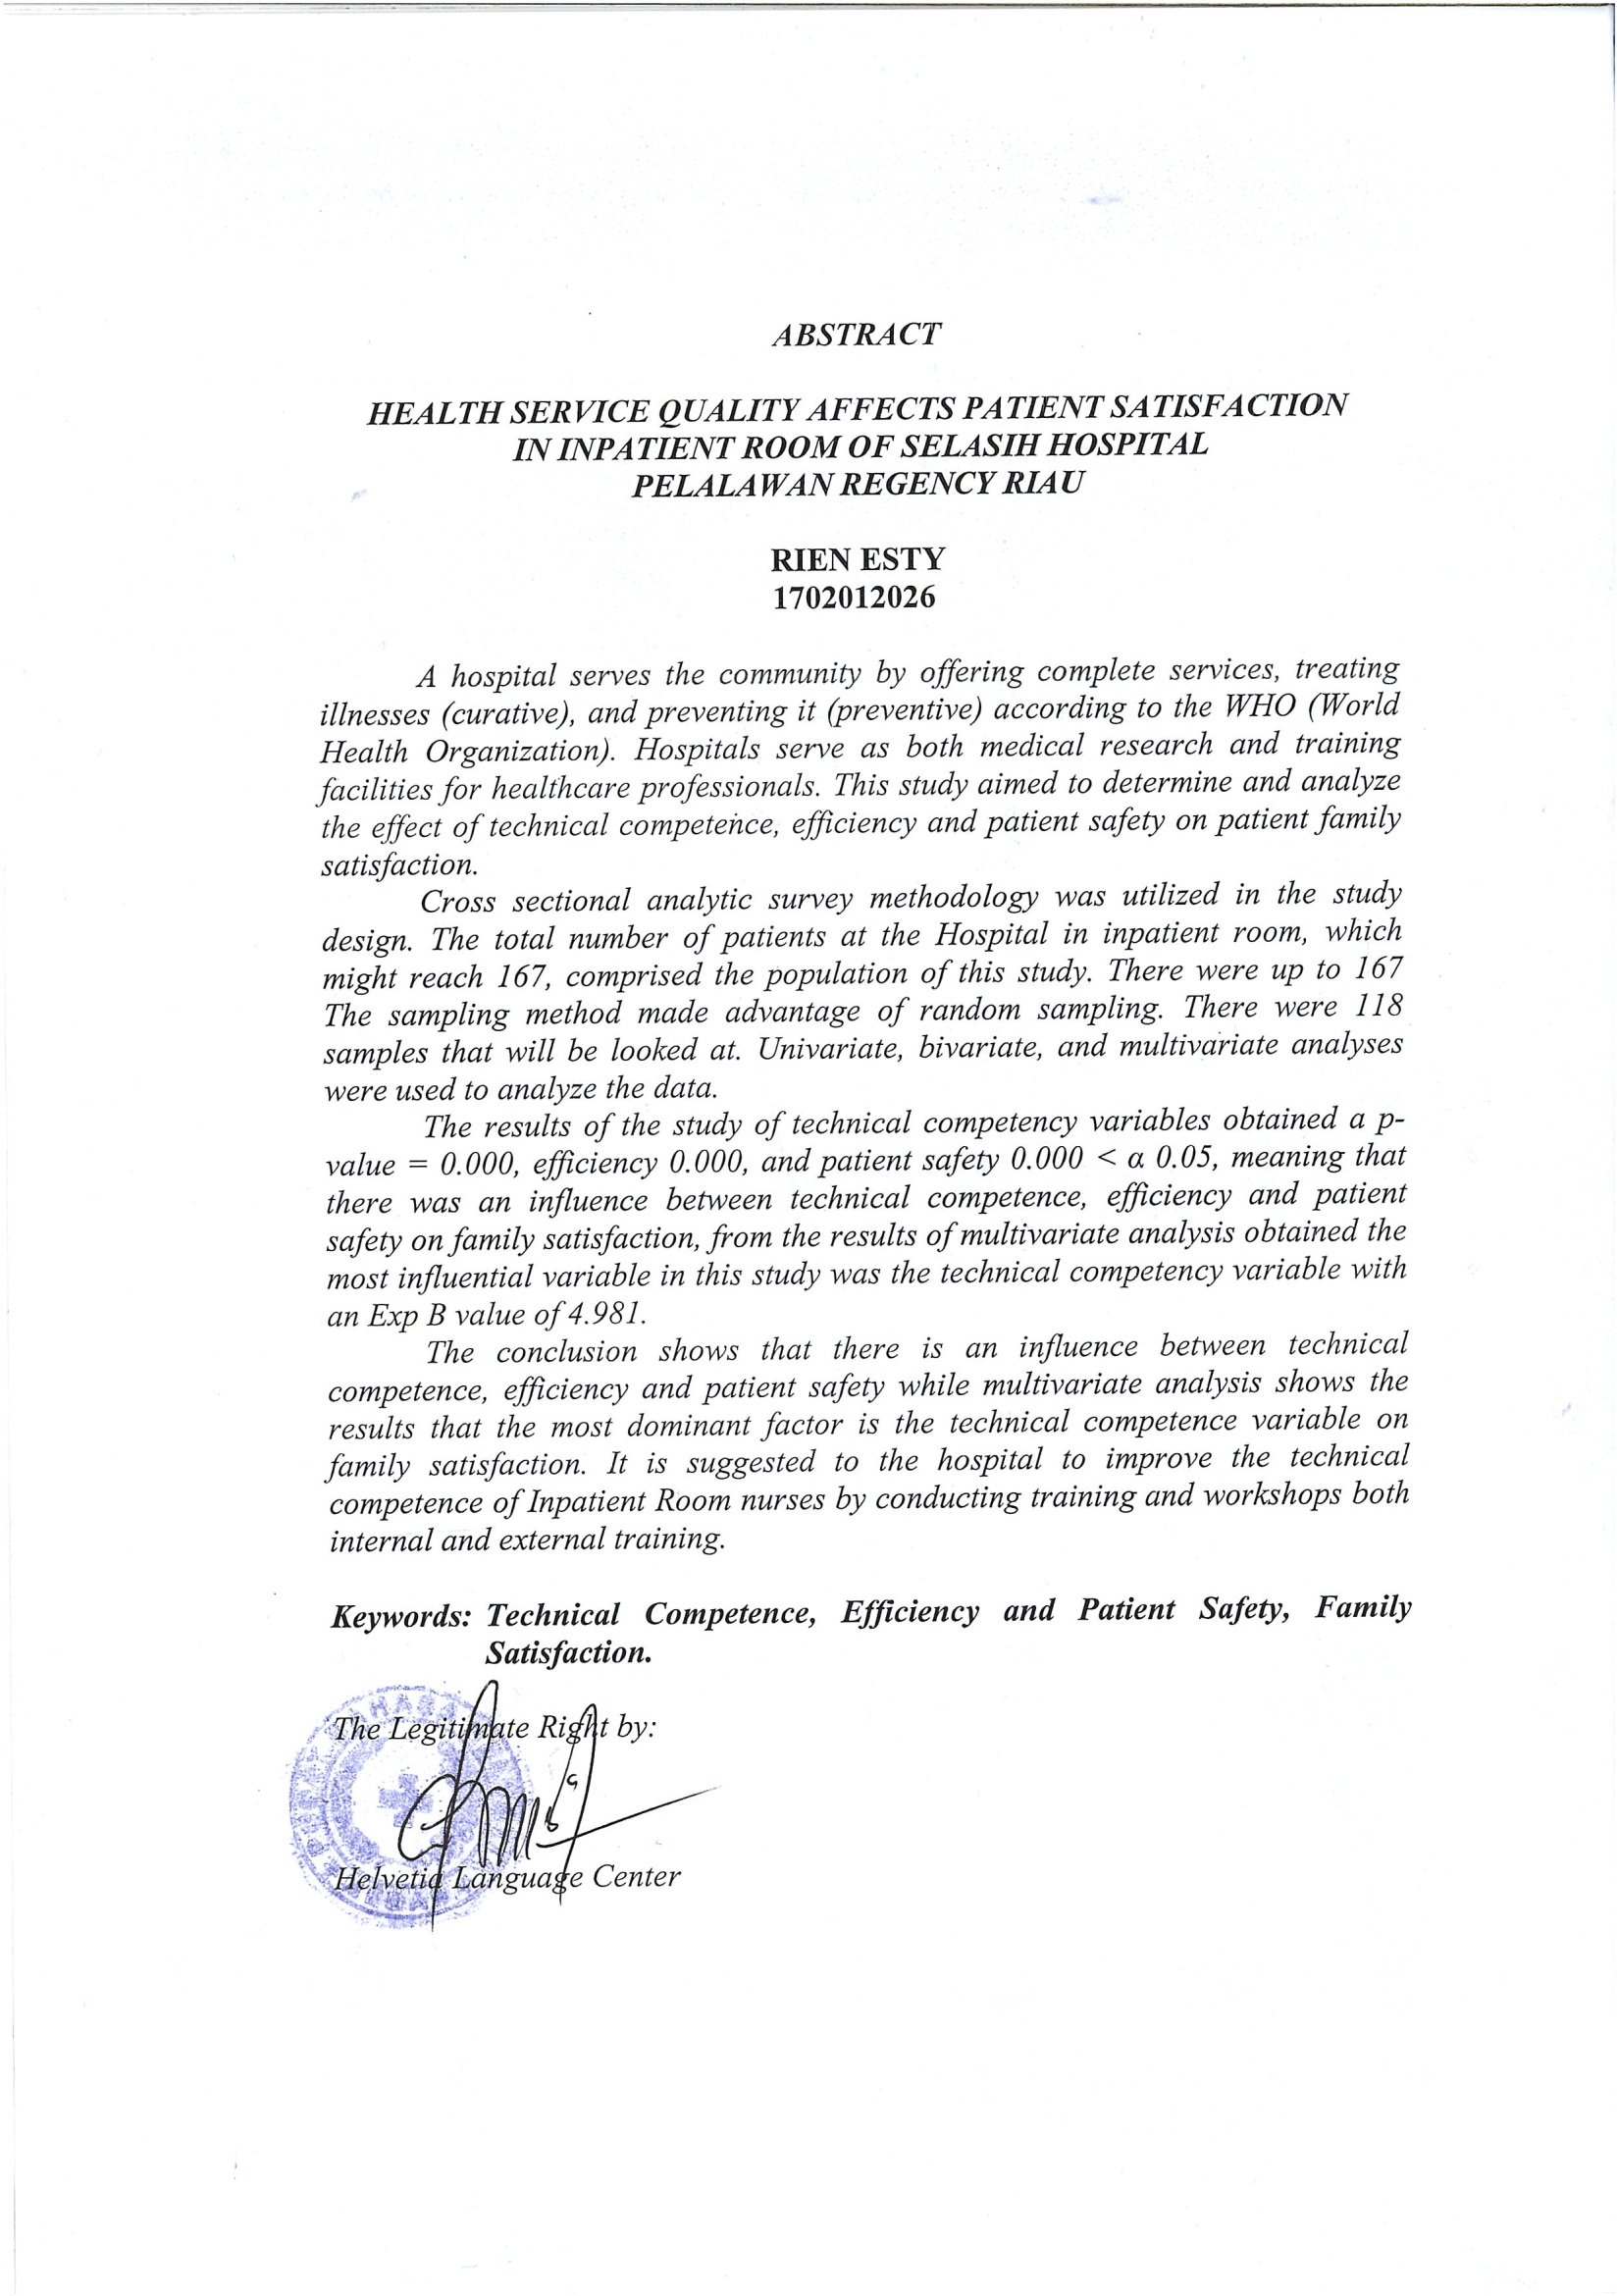 ABSTRACT
HEALTH SERVICE QUALITY AFFECTS PATIENT SATISFACTION
IN INPATIENT ROOM OF SELASIH HOSPITAL
PELALAWAN REGENCY RIAU
RIEN ESTY
1702012026
A hospital serves the community by offering complete services, treating
illnesses (curative), and preventing it (preventive) according to the WHO (World
Health Organization). Hospitals serve as both medical research and training
facilities for healthcare professionals. This study aimed to determine and analyze
the effect of technical competence, efficiency and patient safety on patient family
satisfaction.
Cross sectional analytic survey methodology was utilized in the study
design. The total number of patients at the Hospital in inpatient room, which
might reach 167, comprised the population of this study. There were up to 167
The sampling method made advantage of random sampling. There were 118
samples that will be looked at. Univariate, bivariate, and multivariate analyses
were used to analyze the data.
The results of the study of technical competency variables obtained a p-
value = 0.000, efficiency 0.000, and patient safety 0.000 < α 0.05, meaning that
there was an influence between technical competence, efficiency and patient
safety on family satisfaction, from the results of multivariate analysis obtained the
most influential variable in this study was the technical competency variable with
an Exp B value of 4.981.
The conclusion shows that there is an influence between technical
competence, efficiency and patient safety while multivariate analysis shows the
results that the most dominant factor is the technical competence variable on
family satisfaction. It is suggested to the hospital to improve the technical
competence of Inpatient Room nurses by conducting training and workshops both
internal and external training.
Keywords: Technical Competence, Efficiency and Patient Safety, Family
Satisfaction.
The Legitimate Right by:
Helvetia Language Center